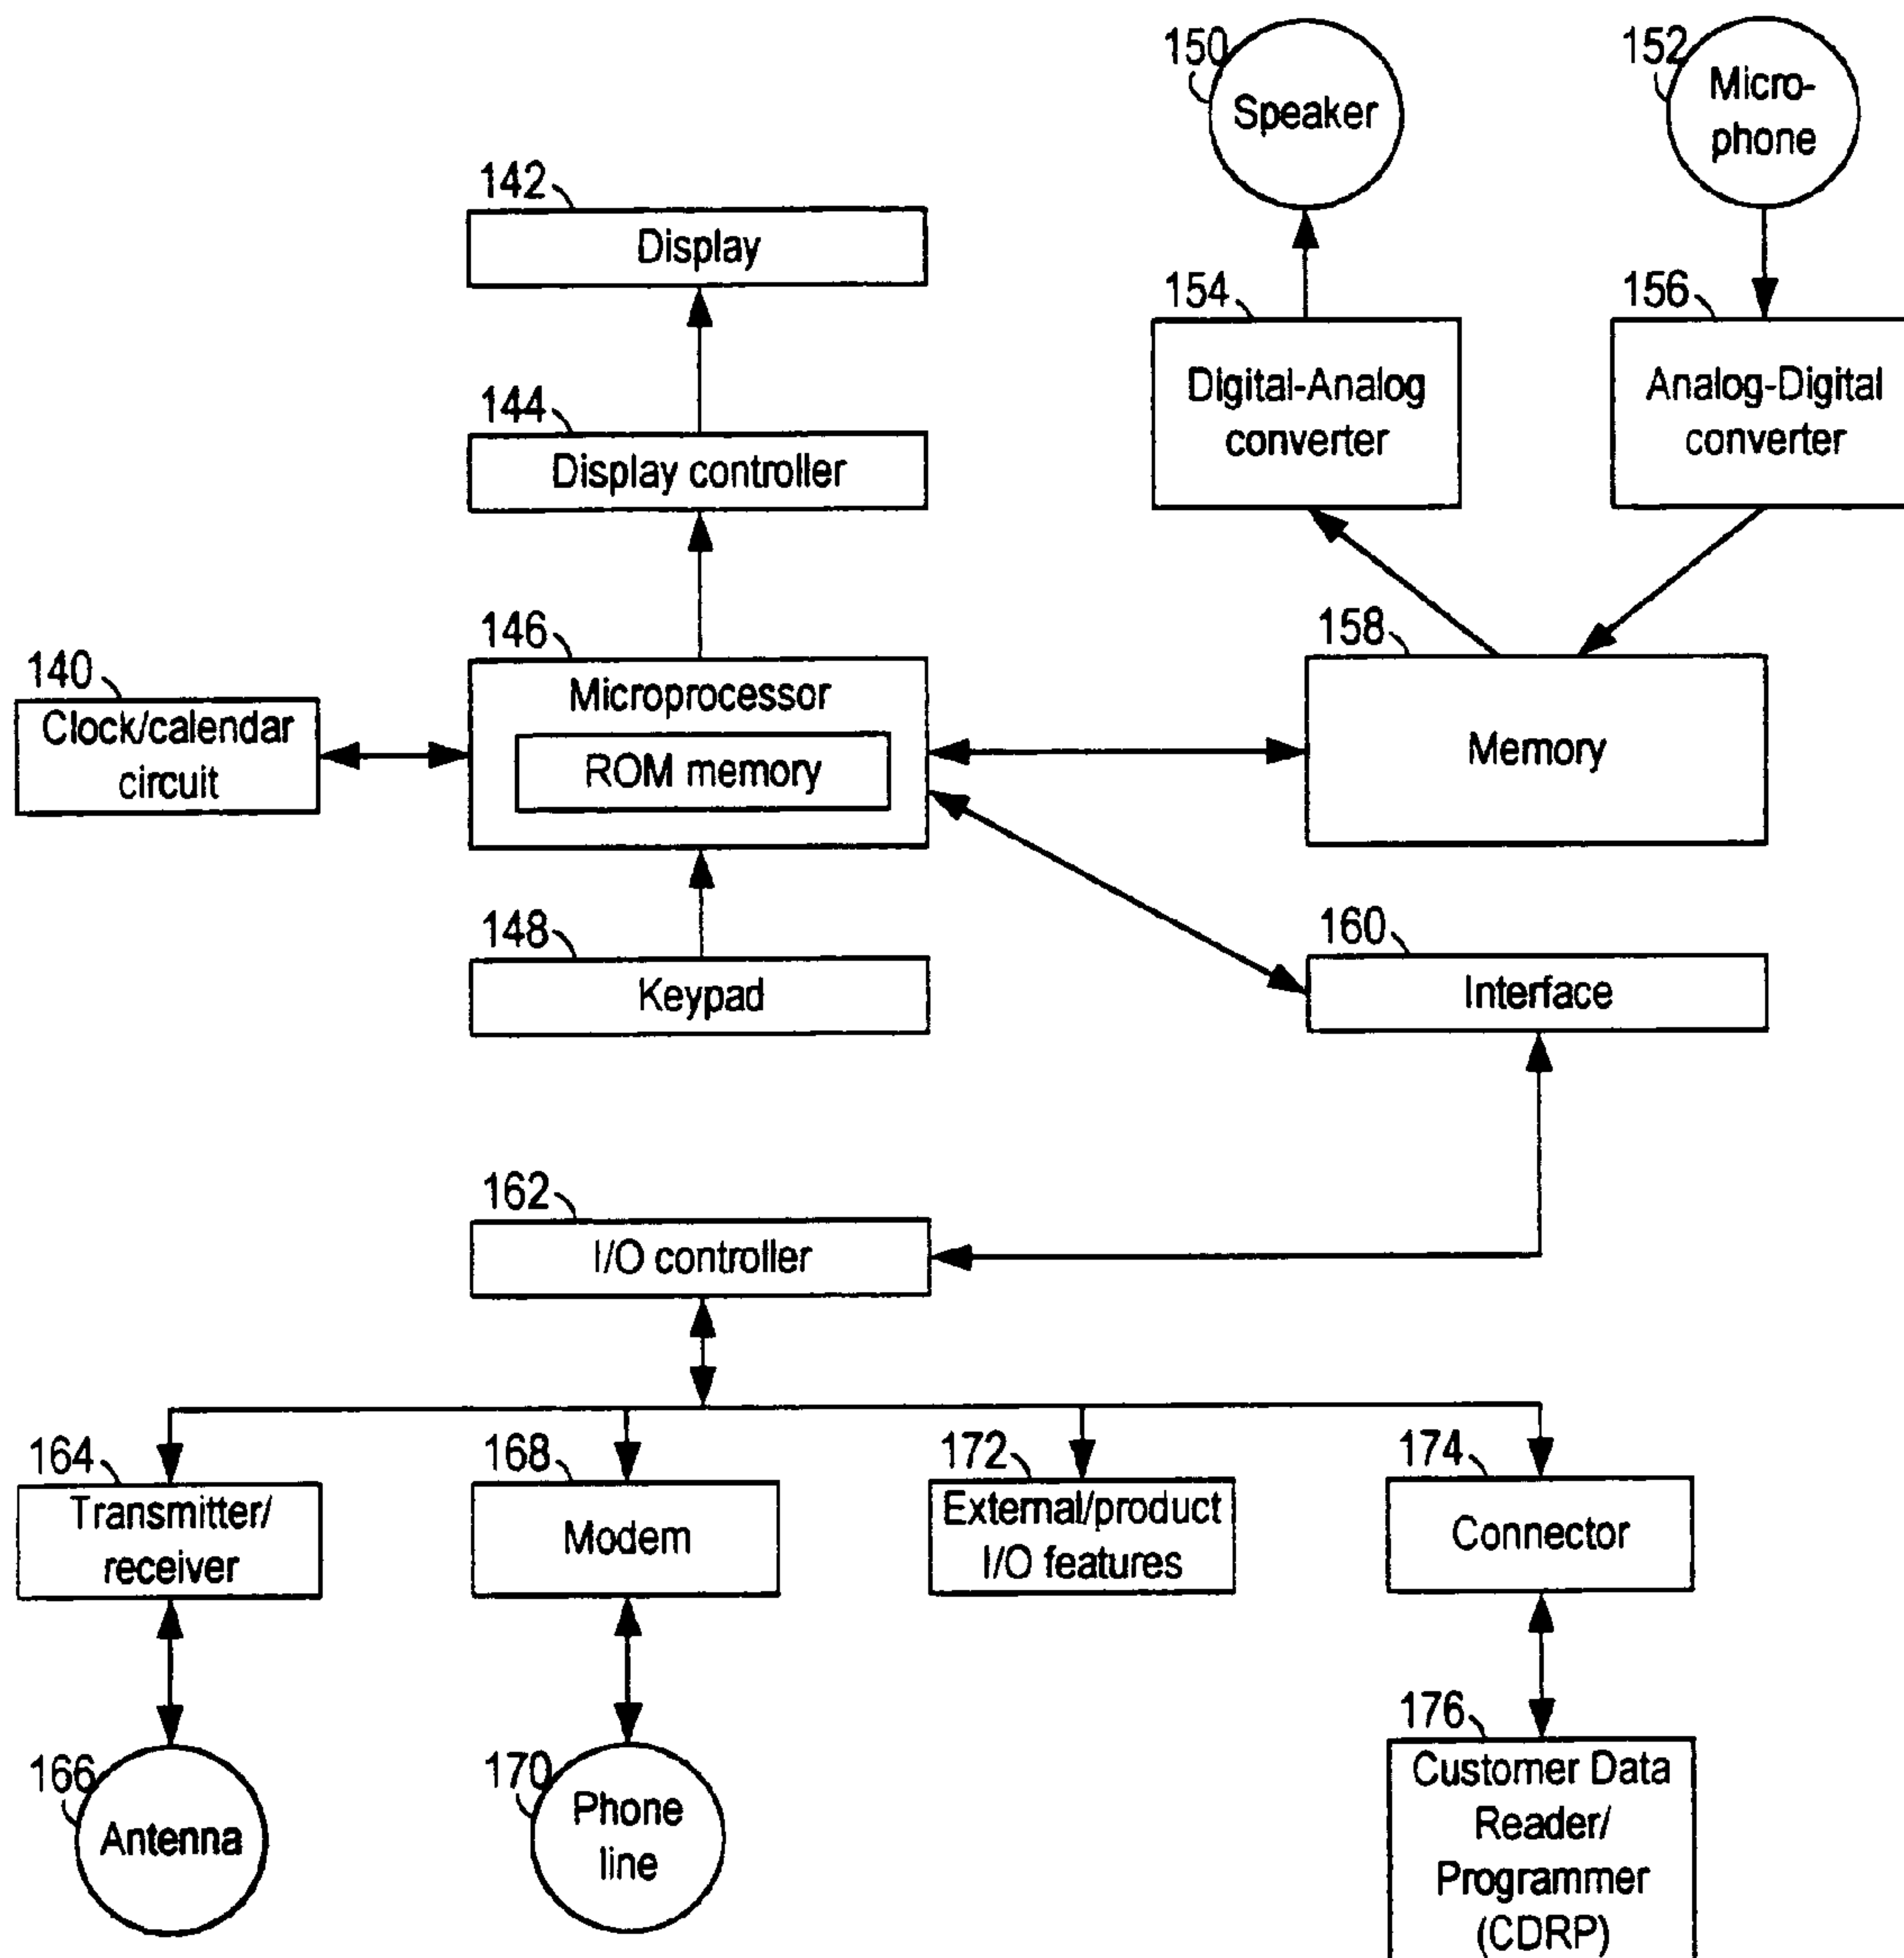 150
Speaker
152
Micro-
phone
142
Display
154
Digital-Analog
converter
156
Analog-Digital
converter
144
Display controller
146
Microprocessor
ROM memory
158
Memory
140
Clock/calendar
circuit
148
Keypad
160
Interface
162
I/O controller
164
Transmitter/
receiver
168
Modem
172
External/product
I/O features
174
Connector
166
Antenna
170
Phone
line
176
Customer Data
Reader/
Programmer
(CDRP)